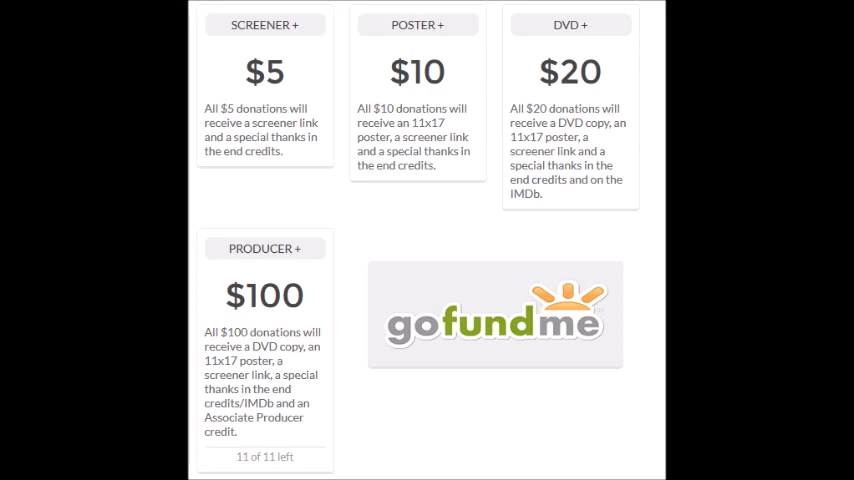 SCREENER +
$5
All $5 donations will
receive a screener link
and a special thanks in
the end credits.
POSTER +
$10
All $10 donations will
receive an 11x17
poster, a screener link
and a special thanks in
the end credits.
DVD +
$20
All $20 donations will
receive a DVD copy, an
11x17 poster, a
screener link and a
special thanks in the
end credits and on the
IMDb.
PRODUCER +
$100
All $100 donations will
receive a DVD copy, an
11x17 poster, a
screener link, a special
thanks in the end
credits/IMDb and an
Associate Producer
credit.
11 of 11 left
gofundme